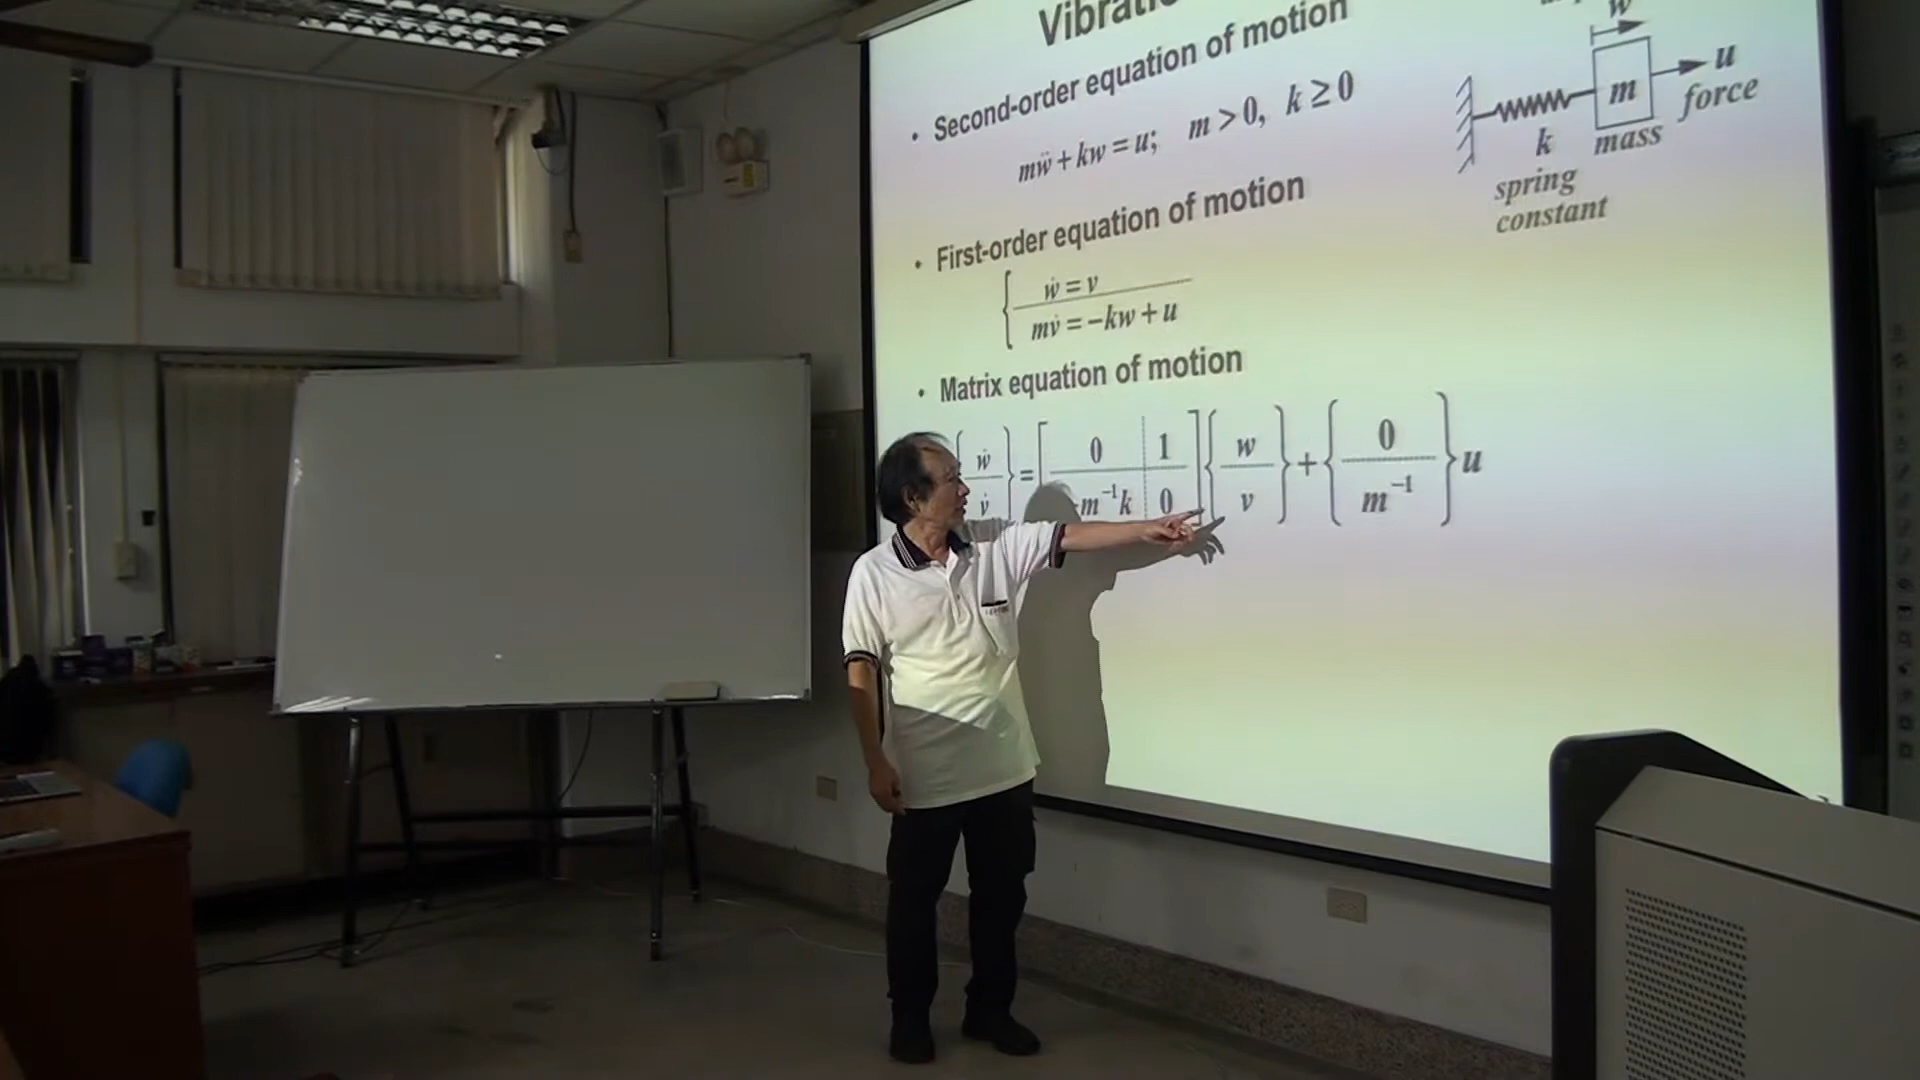 Vibratio
• Second-order equation of motion
mẅ + kw = u; m > 0, k ≥ 0
w
m
u
force
k
mass
spring
constant
• First-order equation of motion
ẇ = v
mv̇ = −kw + u
• Matrix equation of motion
{ẇ / v̇} = [0 1 / -m⁻¹k 0] {w / v} + {0 / m⁻¹} u